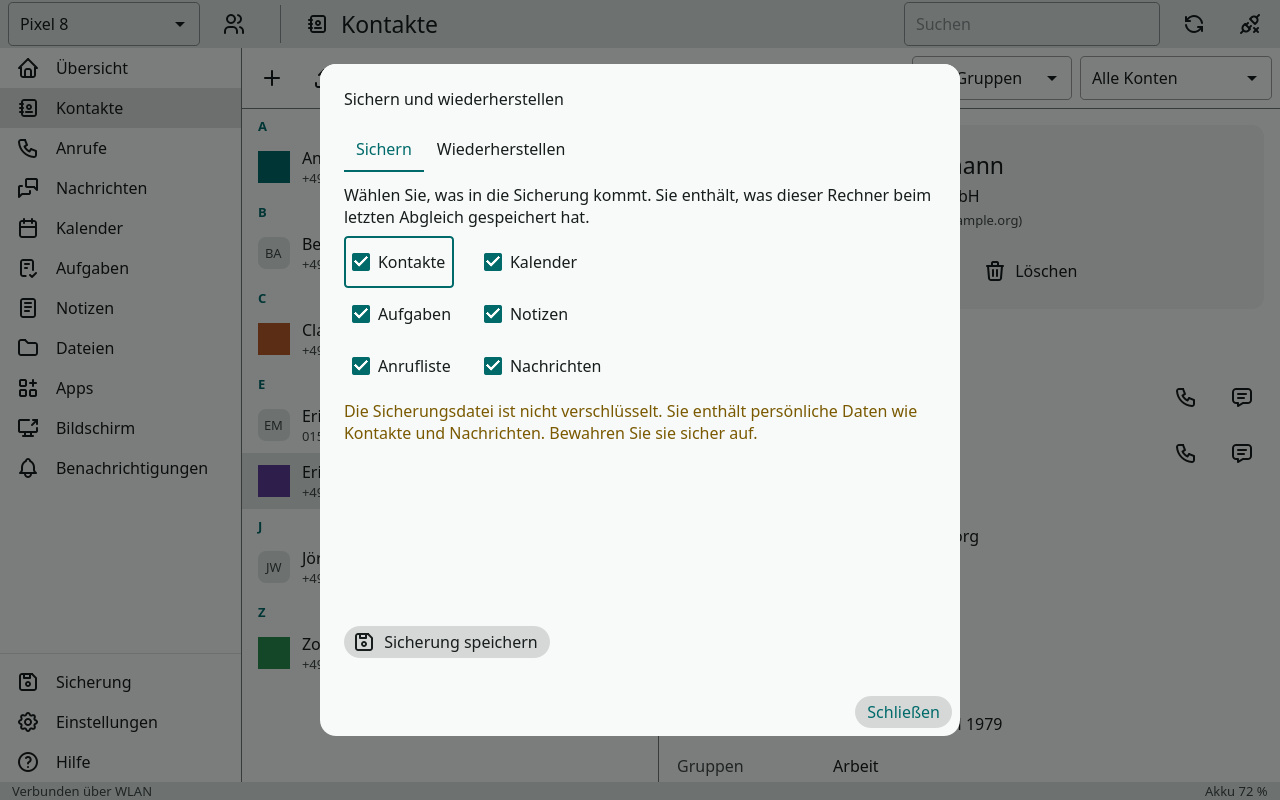 Pixel 8
Kontakte
Suchen
Übersicht
Kontakte
Anrufe
Nachrichten
Kalender
Aufgaben
Notizen
Dateien
Apps
Bildschirm
Benachrichtigungen
Sicherung
Einstellungen
Hilfe
Gruppen
Alle Konten
A
B
BA
C
E
EM
J
JW
Z
Löschen
1979
Gruppen
Arbeit
Sichern und wiederherstellen
Sichern
Wiederherstellen
Wählen Sie, was in die Sicherung kommt. Sie enthält, was dieser Rechner beim
letzten Abgleich gespeichert hat.
Kontakte
Kalender
Aufgaben
Notizen
Anrufliste
Nachrichten
Die Sicherungsdatei ist nicht verschlüsselt. Sie enthält persönliche Daten wie
Kontakte und Nachrichten. Bewahren Sie sie sicher auf.
Sicherung speichern
Schließen
Verbunden über WLAN
Akku 72 %